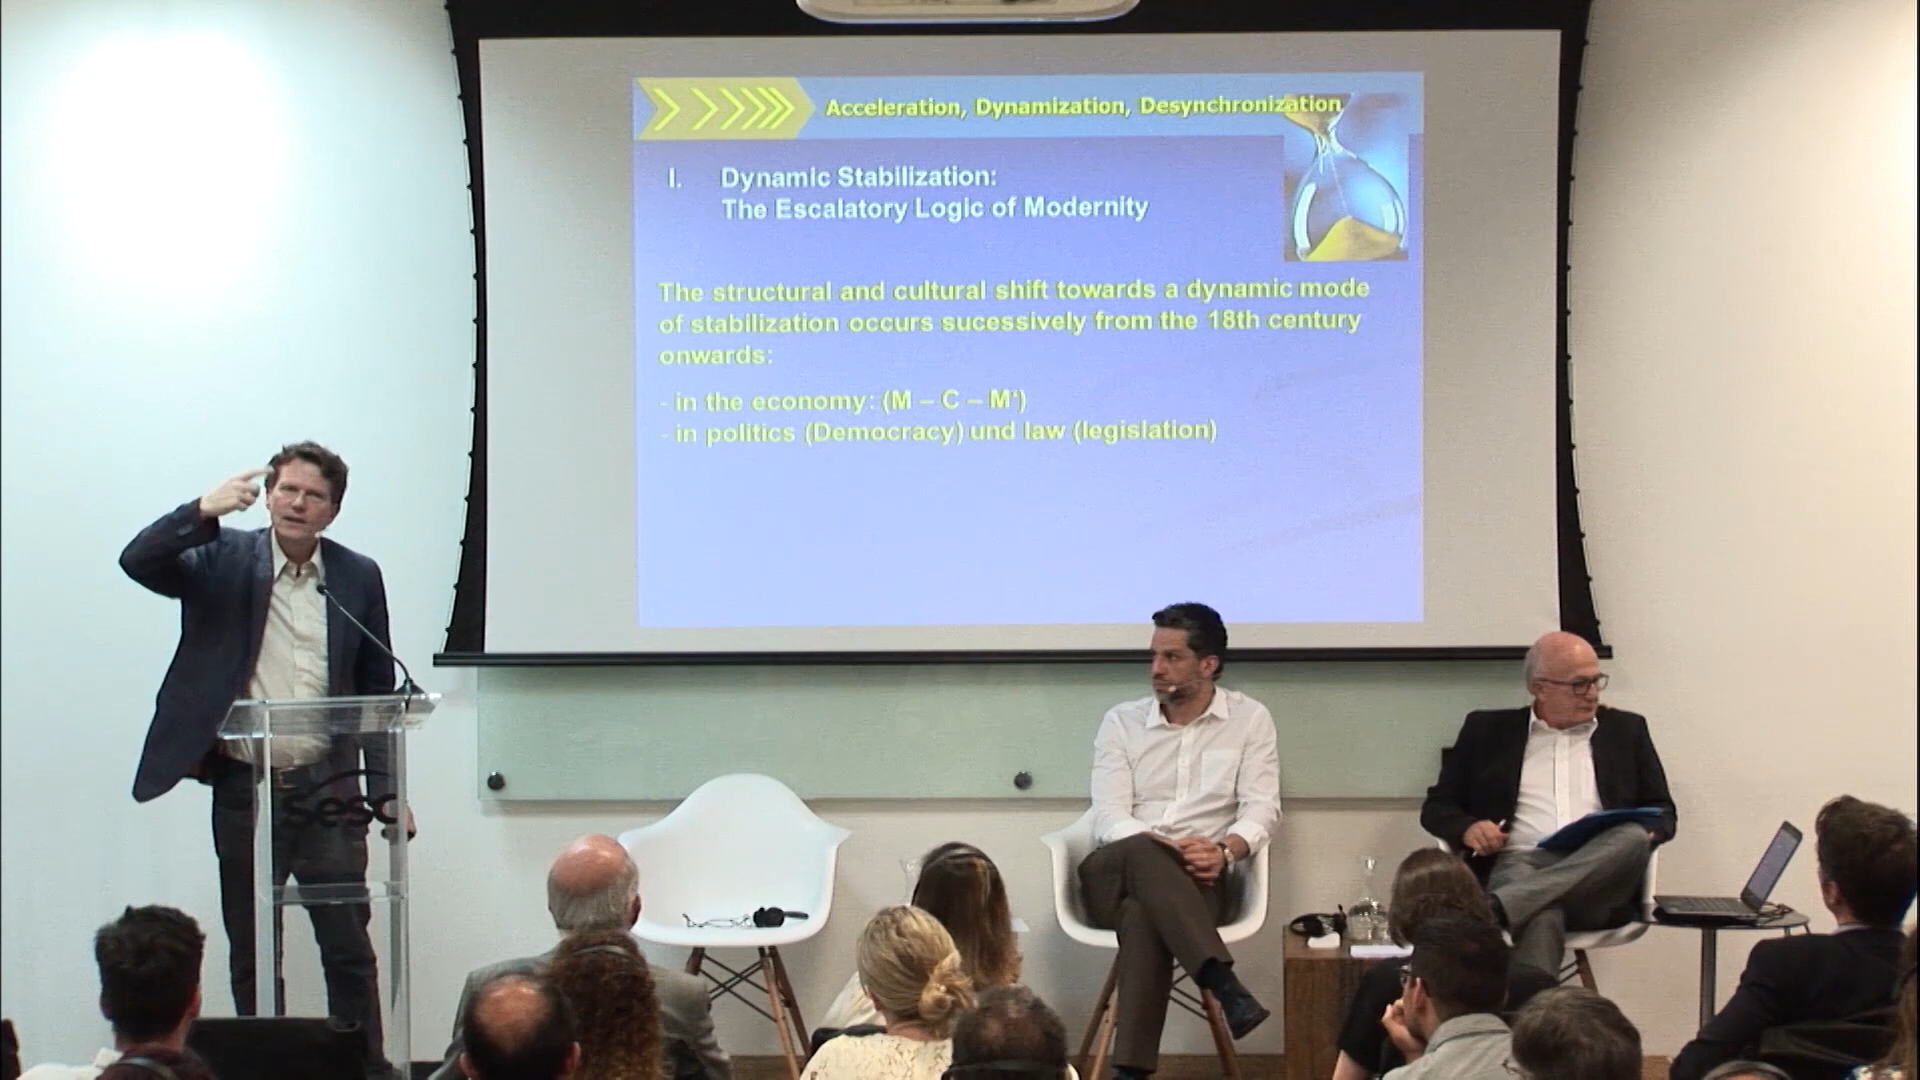 Acceleration, Dynamization, Desynchronization
I. Dynamic Stabilization:
The Escalatory Logic of Modernity
The structural and cultural shift towards a dynamic mode
of stabilization occurs sucessively from the 18th century
onwards:
- in the economy: (M – C – M‘)
- in politics (Democracy) und law (legislation)
sesc